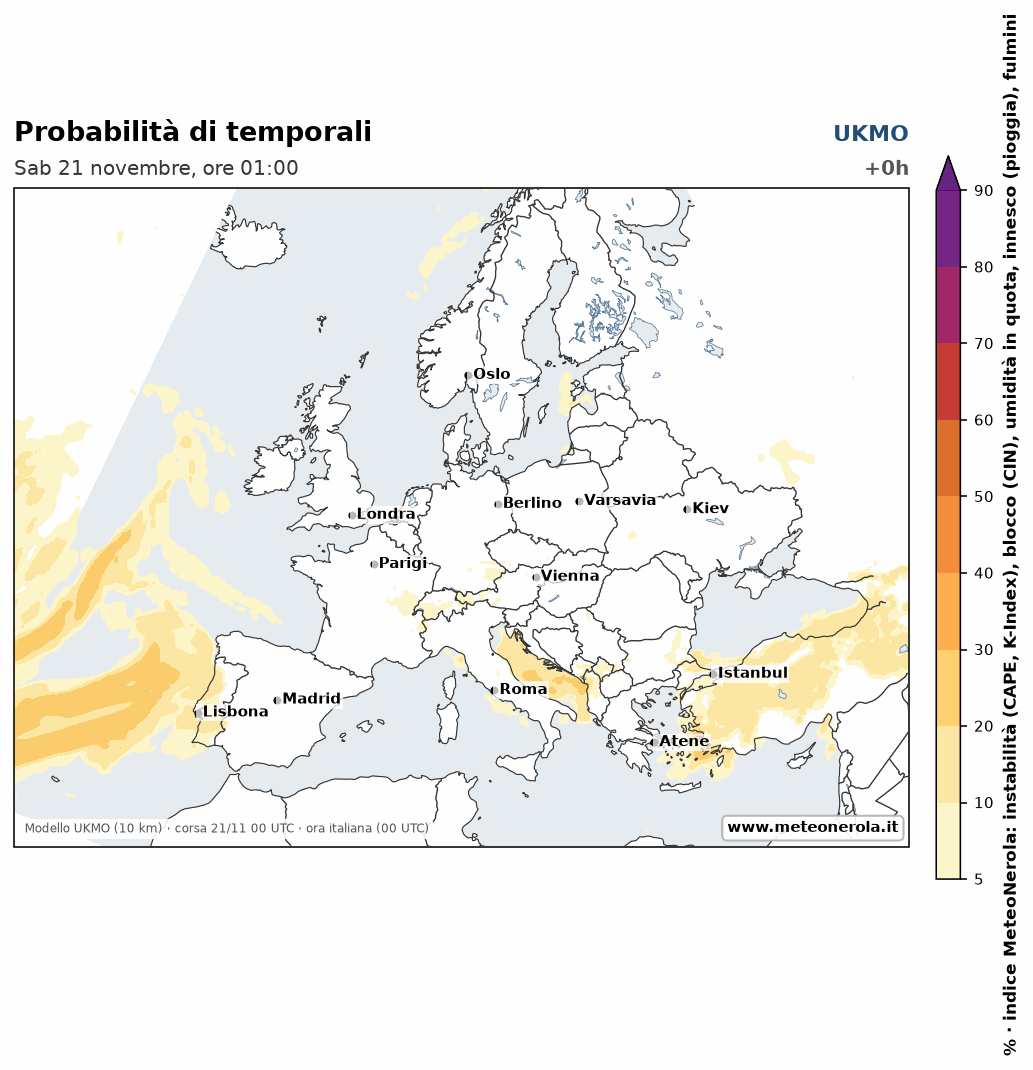 Probabilità di temporali
UKMO
Sab 21 novembre, ore 01:00
+0h
Oslo
Londra
Berlino
Varsavia
Kiev
Parigi
Vienna
Istanbul
Roma
Madrid
Lisbona
Atene
Modello UKMO (10 km) · corsa 21/11 00 UTC · ora italiana (00 UTC)
www.meteonerola.it
90
80
70
60
50
40
30
20
10
5
% · indice MeteoNerola: instabilità (CAPE, K-Index), blocco (CIN), umidità in quota, innesco (pioggia), fulmini